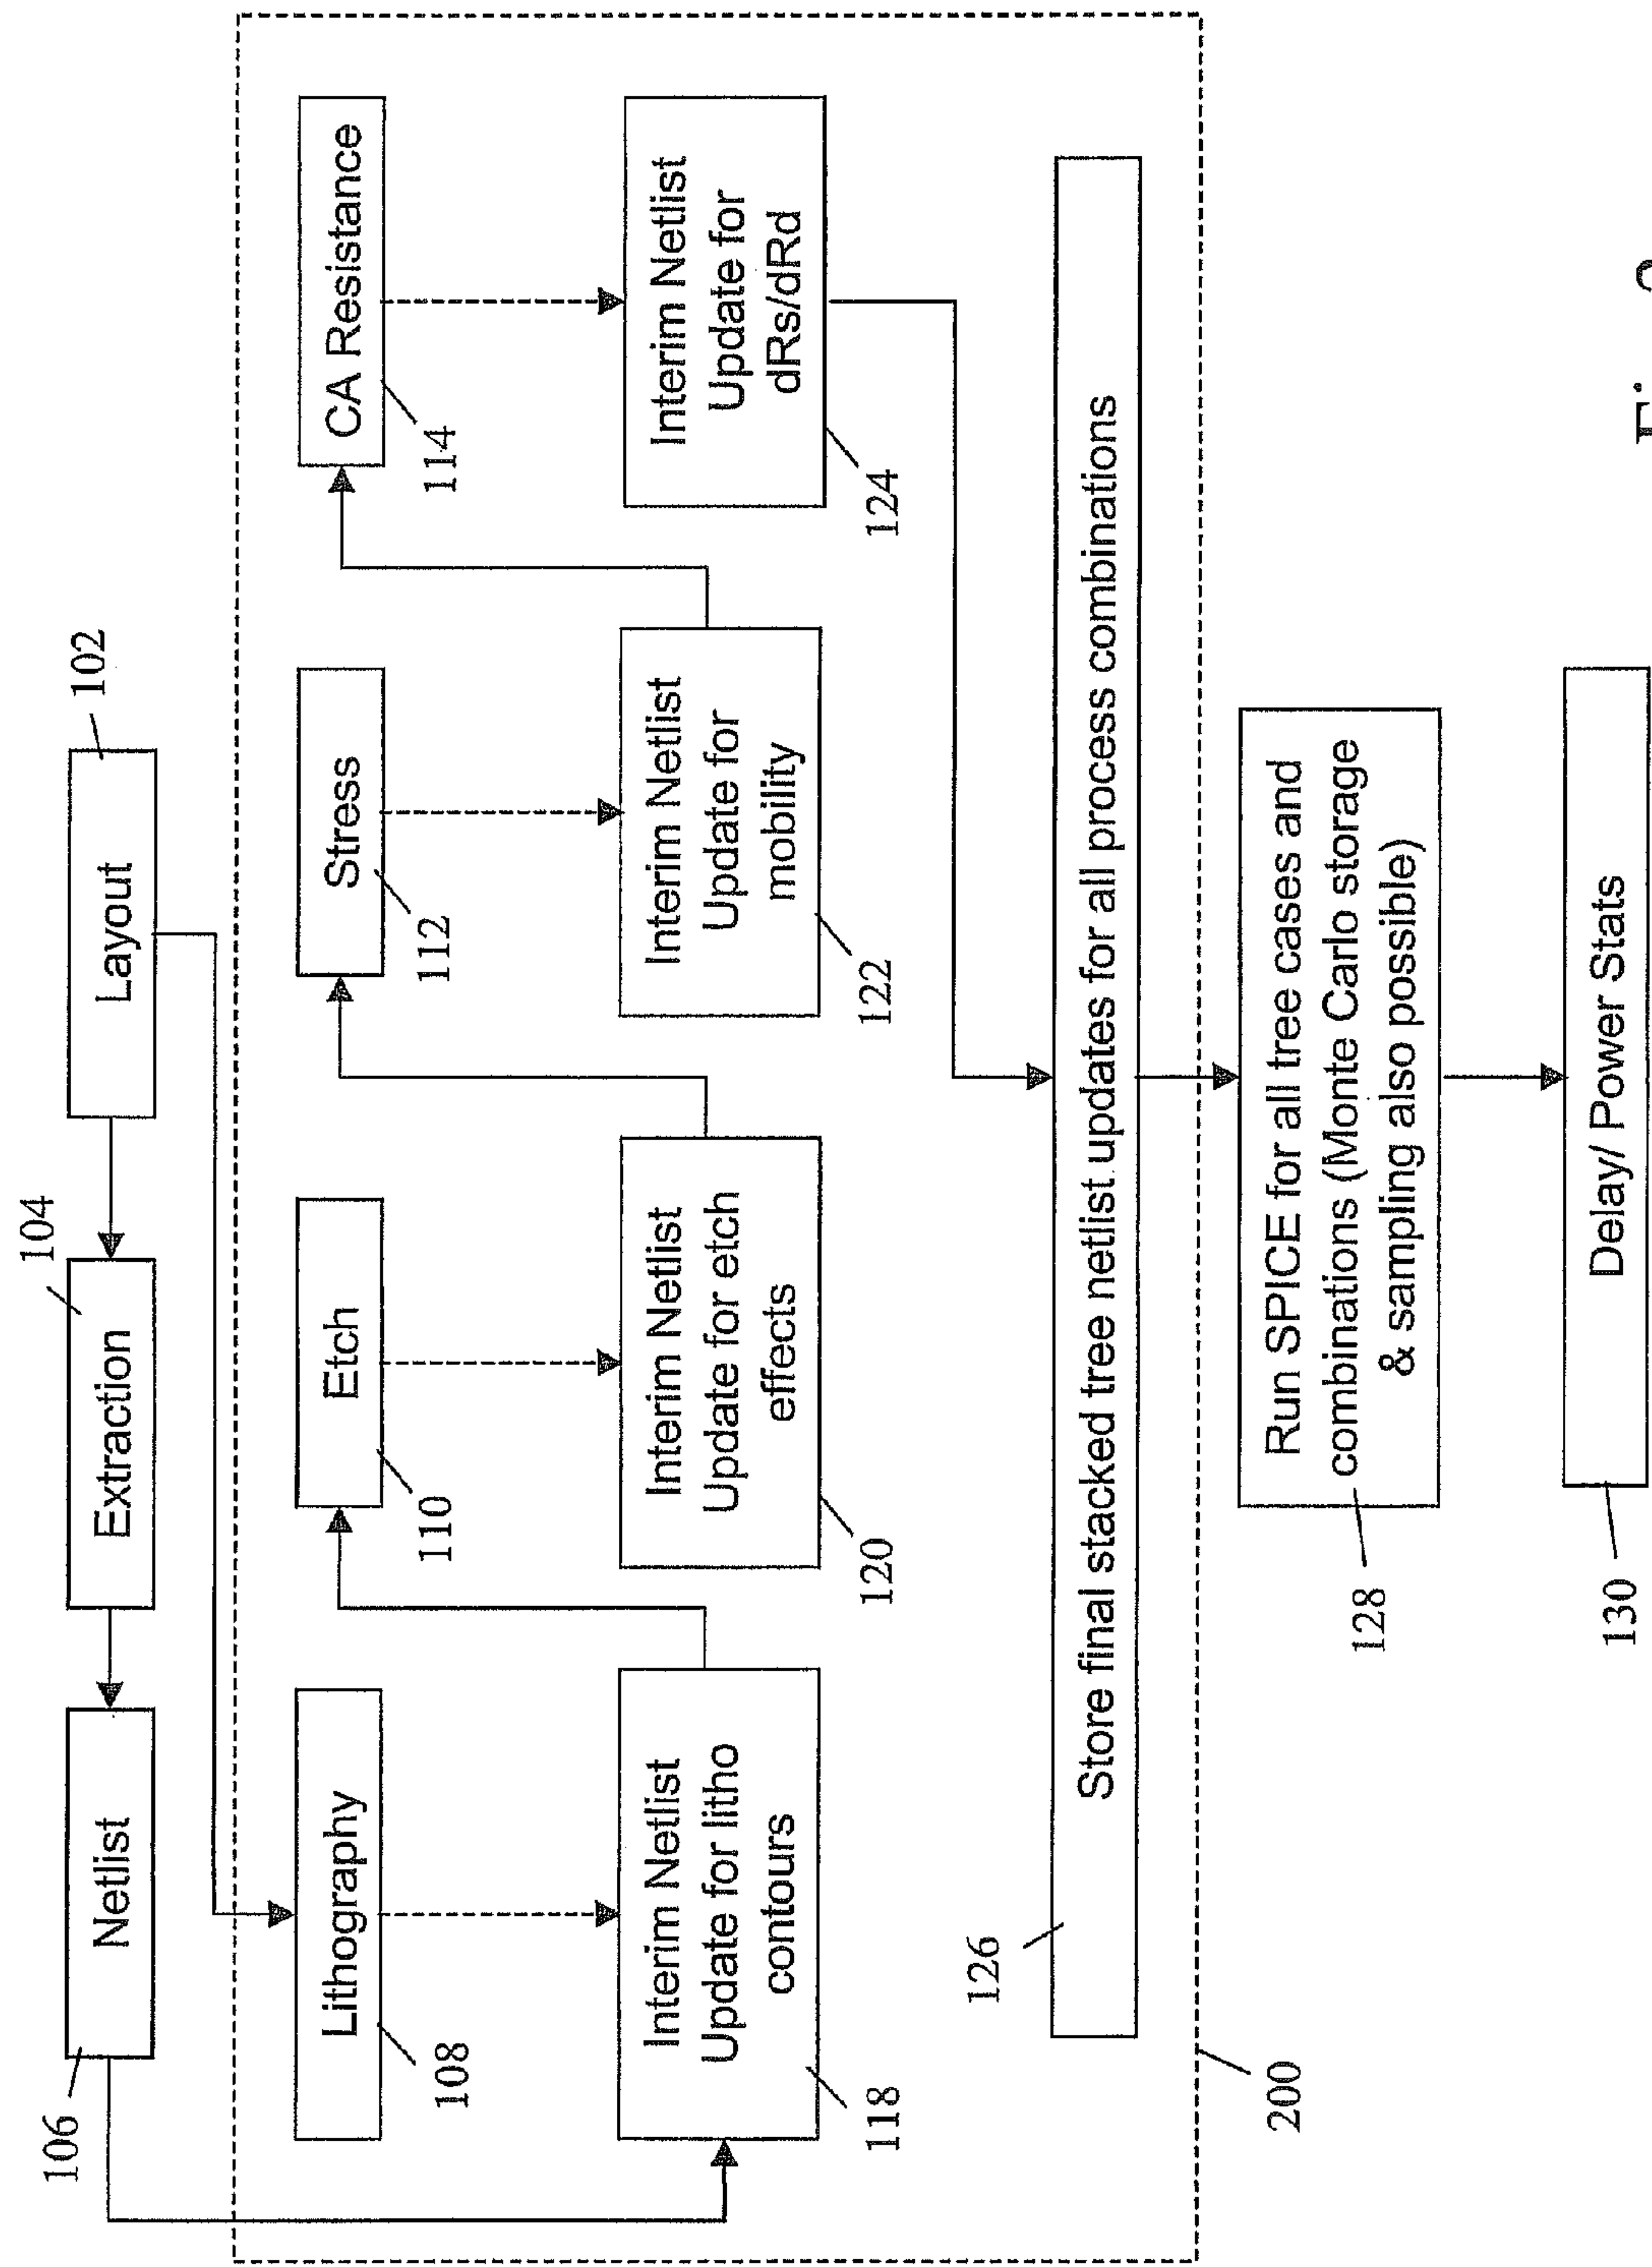 106
Netlist
Extraction
104
Layout
102
Lithography
108
Etch
110
Stress
112
CA Resistance
114
Interim Netlist
Update for litho
contours
118
Interim Netlist
Update for etch
effects
120
Interim Netlist
Update for
mobility
122
Interim Netlist
Update for
dRs/dRd
124
126
Store final stacked tree netlist updates for all process combinations
200
Run SPICE for all tree cases and
combinations (Monte Carlo storage
& sampling also possible)
128
Delay/ Power Stats
130